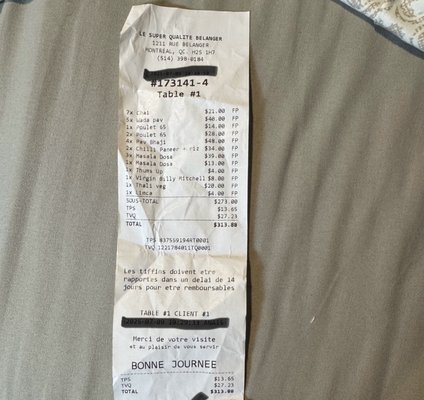 LE SUPER QUALITE BELANGER
1211 RUE BELANGER
MONTREAL, QC. H2S 1H7
(514) 398-0184
#173141-4
Table #1
7x Chai $21.00 FP
5x Wada pav $40.00 FP
1x Poulet 65 $14.00 FP
2x Poulet 65 $28.00 FP
4x Pav Bhaji $48.00 FP
2x Chilli Paneer + riz $34.00 FP
3x Masala Dosa $39.00 FP
1x Masala Dosa $13.00 FP
1x Thums Up $4.00 FP
1x Virgin Billy Mitchell $8.00 FP
1x Thali veg $20.00 FP
1x Limca $4.00 FP
SOUS-TOTAL $273.00
TPS $13.65
TVQ $27.23
TOTAL $313.88
TPS 837559194RT0001
TVQ 1221784011TQ0001
Les tiffins doivent etre
rapportes dans un delai de 14
jours pour etre remboursables
TABLE #1 CLIENT #1
Merci de votre visite
et au plaisir de vous servir
BONNE JOURNEE
TPS $13.65
TVQ $27.23
TOTAL $313.88